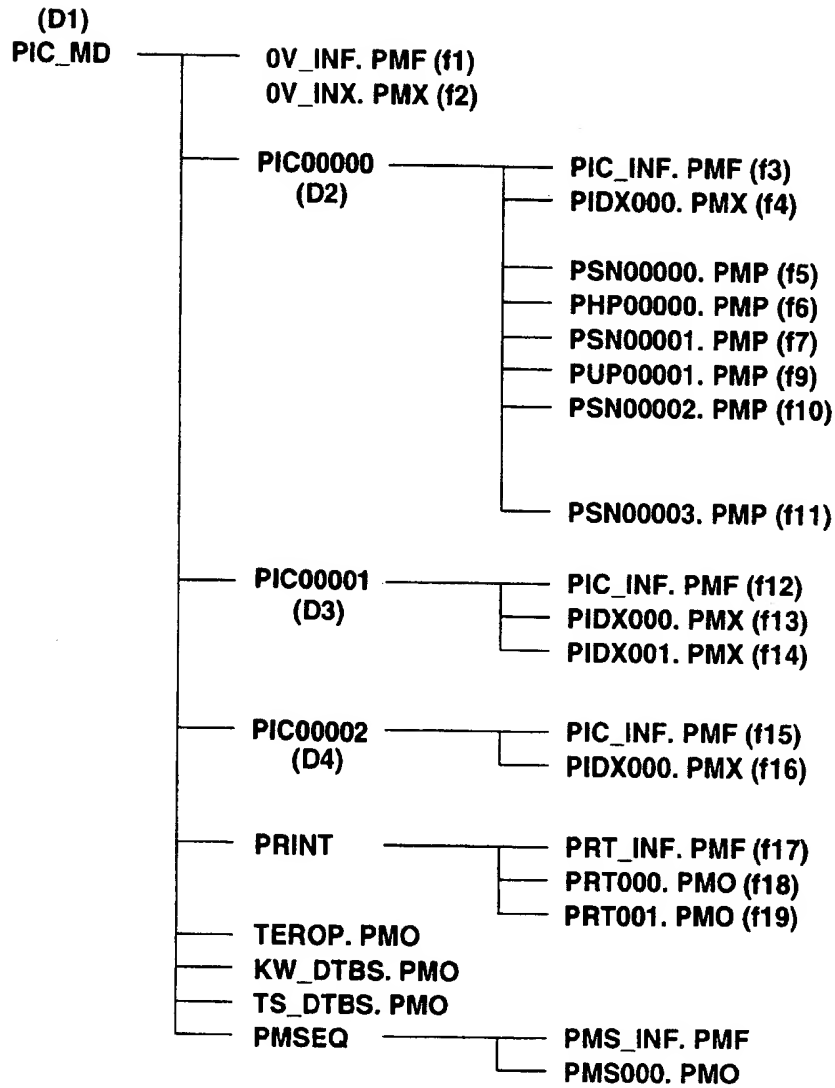 (D1)
PIC_MD
0V_INF. PMF (f1)
0V_INX. PMX (f2)
PIC00000
(D2)
PIC_INF. PMF (f3)
PIDX000. PMX (f4)
PSN00000. PMP (f5)
PHP00000. PMP (f6)
PSN00001. PMP (f7)
PUP00001. PMP (f9)
PSN00002. PMP (f10)
PSN00003. PMP (f11)
PIC00001
(D3)
PIC_INF. PMF (f12)
PIDX000. PMX (f13)
PIDX001. PMX (f14)
PIC00002
(D4)
PIC_INF. PMF (f15)
PIDX000. PMX (f16)
PRINT
PRT_INF. PMF (f17)
PRT000. PMO (f18)
PRT001. PMO (f19)
TEROP. PMO
KW_DTBS. PMO
TS_DTBS. PMO
PMSEQ
PMS_INF. PMF
PMS000. PMO